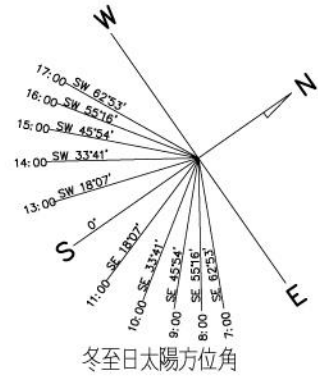 W
N
17:00 SW 62°53'
16:00 SW 55°16'
15:00 SW 45°54'
14:00 SW 33°41'
13:00 SW 18°07'
S 0°
11:00 SE 18°07'
10:00 SE 33°41'
9:00 SE 45°54'
8:00 SE 55°16'
7:00 SE 62°53'
E
冬至日太陽方位角